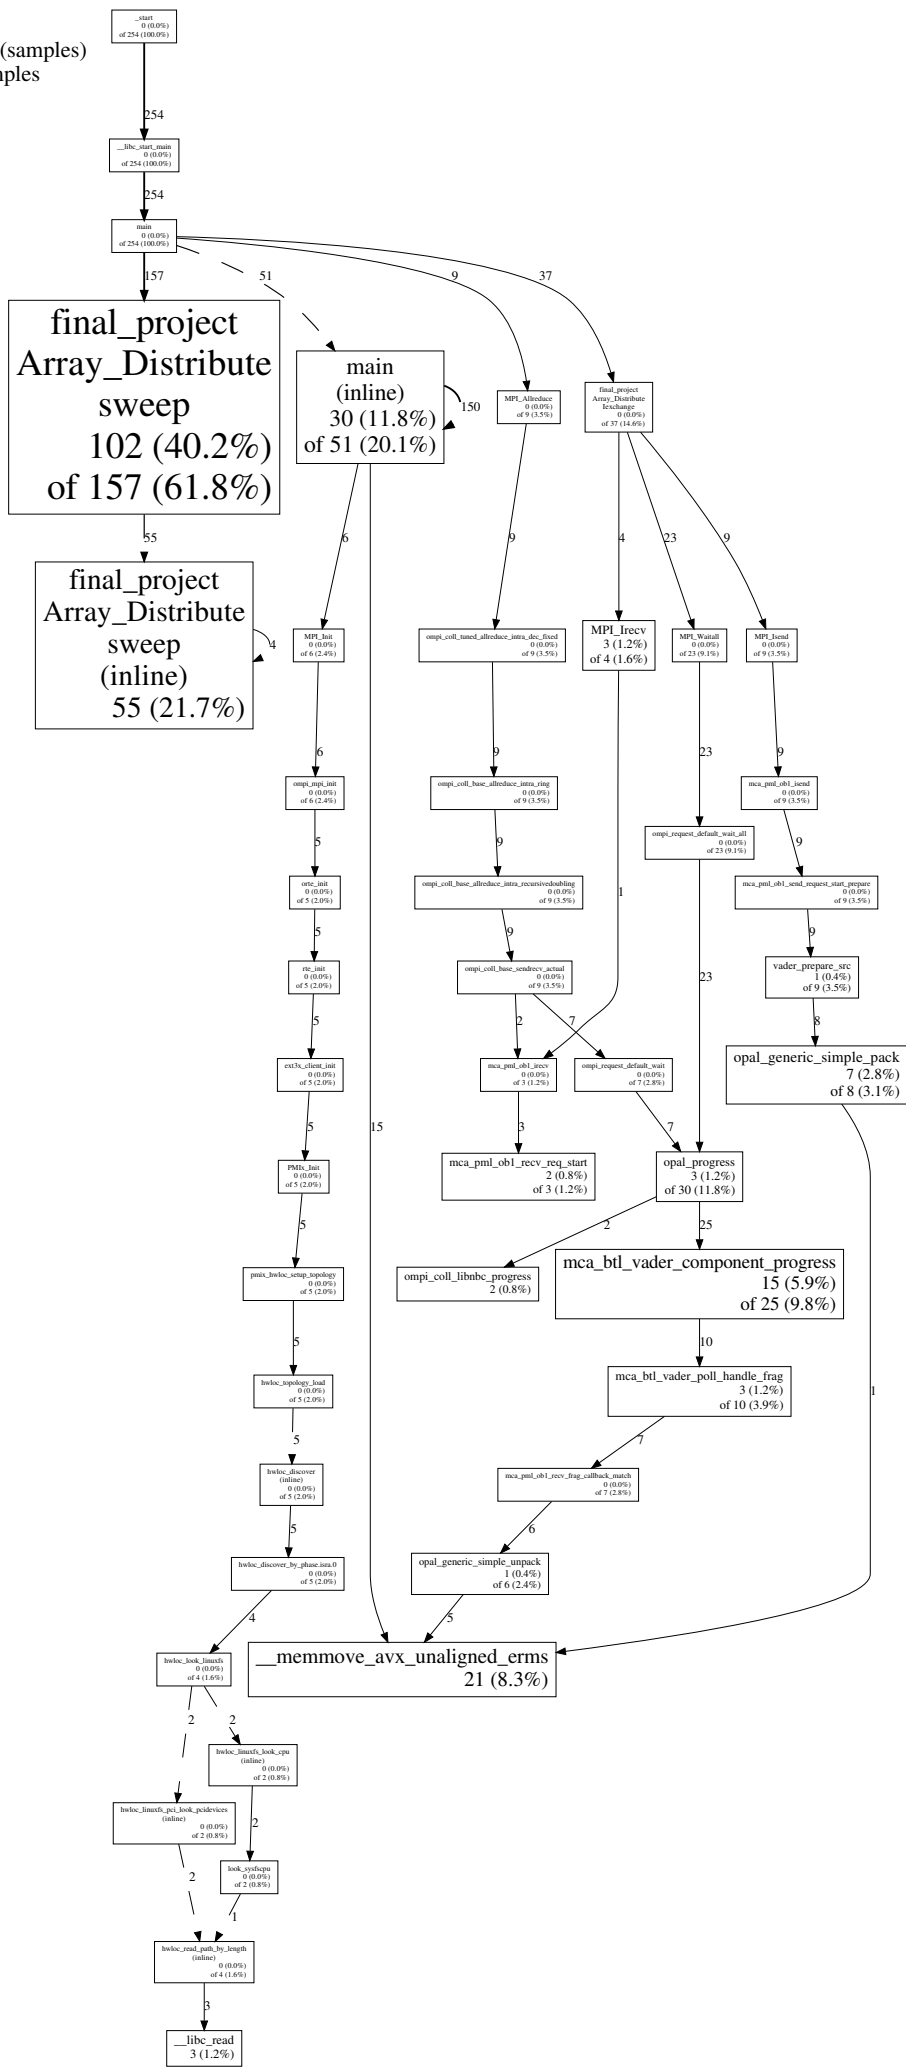 _start
0 (0.0%)
of 254 (100.0%)
(samples)
nples
254
__libc_start_main
0 (0.0%)
of 254 (100.0%)
254
main
0 (0.0%)
of 254 (100.0%)
157
51
9
37
final_project
Array_Distribute
sweep
102 (40.2%)
of 157 (61.8%)
main
(inline)
30 (11.8%)
of 51 (20.1%)
150
MPI_Allreduce
0 (0.0%)
of 9 (3.5%)
final_project
Array_Distribute
Iexchange
0 (0.0%)
of 37 (14.6%)
55
6
9
4
23
9
final_project
Array_Distribute
sweep
(inline)
55 (21.7%)
4
MPI_Init
0 (0.0%)
of 6 (2.4%)
ompi_coll_tuned_allreduce_intra_dec_fixed
0 (0.0%)
of 9 (3.5%)
MPI_Irecv
3 (1.2%)
of 4 (1.6%)
MPI_Waitall
0 (0.0%)
of 23 (9.1%)
MPI_Isend
0 (0.0%)
of 9 (3.5%)
6
9
23
9
ompi_mpi_init
0 (0.0%)
of 6 (2.4%)
ompi_coll_base_allreduce_intra_ring
0 (0.0%)
of 9 (3.5%)
mca_pml_ob1_isend
0 (0.0%)
of 9 (3.5%)
ompi_request_default_wait_all
0 (0.0%)
of 23 (9.1%)
5
9
9
orte_init
0 (0.0%)
of 5 (2.0%)
ompi_coll_base_allreduce_intra_recursivedoubling
0 (0.0%)
of 9 (3.5%)
1
mca_pml_ob1_send_request_start_prepare
0 (0.0%)
of 9 (3.5%)
5
9
9
rte_init
0 (0.0%)
of 5 (2.0%)
ompi_coll_base_sendrecv_actual
0 (0.0%)
of 9 (3.5%)
23
vader_prepare_src
1 (0.4%)
of 9 (3.5%)
5
2
7
8
ext3x_client_init
0 (0.0%)
of 5 (2.0%)
mca_pml_ob1_irecv
0 (0.0%)
of 3 (1.2%)
ompi_request_default_wait
0 (0.0%)
of 7 (2.8%)
opal_generic_simple_pack
7 (2.8%)
of 8 (3.1%)
5
15
3
7
PMIx_Init
0 (0.0%)
of 5 (2.0%)
mca_pml_ob1_recv_req_start
2 (0.8%)
of 3 (1.2%)
opal_progress
3 (1.2%)
of 30 (11.8%)
5
2
25
pmix_hwloc_setup_topology
0 (0.0%)
of 5 (2.0%)
ompi_coll_libnbc_progress
2 (0.8%)
mca_btl_vader_component_progress
15 (5.9%)
of 25 (9.8%)
5
10
hwloc_topology_load
0 (0.0%)
of 5 (2.0%)
mca_btl_vader_poll_handle_frag
3 (1.2%)
of 10 (3.9%)
1
5
7
hwloc_discover
(inline)
0 (0.0%)
of 5 (2.0%)
mca_pml_ob1_recv_frag_callback_match
0 (0.0%)
of 7 (2.8%)
5
6
hwloc_discover_by_phase.isra.0
0 (0.0%)
of 5 (2.0%)
opal_generic_simple_unpack
1 (0.4%)
of 6 (2.4%)
4
5
hwloc_look_linuxfs
0 (0.0%)
of 4 (1.6%)
__memmove_avx_unaligned_erms
21 (8.3%)
2
2
hwloc_linuxfs_look_cpu
(inline)
0 (0.0%)
of 2 (0.8%)
hwloc_linuxfs_pci_look_pcidevices
(inline)
0 (0.0%)
of 2 (0.8%)
2
2
look_sysfscpu
0 (0.0%)
of 2 (0.8%)
1
hwloc_read_path_by_length
(inline)
0 (0.0%)
of 4 (1.6%)
3
__libc_read
3 (1.2%)